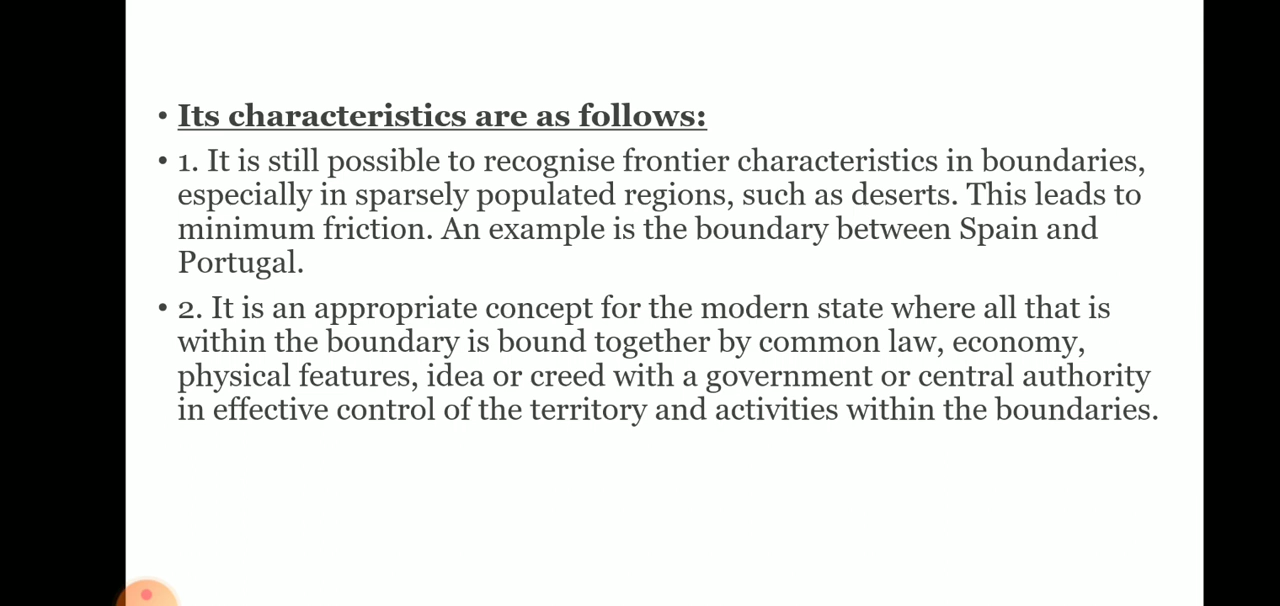 • Its characteristics are as follows:
• 1. It is still possible to recognise frontier characteristics in boundaries,
especially in sparsely populated regions, such as deserts. This leads to
minimum friction. An example is the boundary between Spain and
Portugal.
• 2. It is an appropriate concept for the modern state where all that is
within the boundary is bound together by common law, economy,
physical features, idea or creed with a government or central authority
in effective control of the territory and activities within the boundaries.